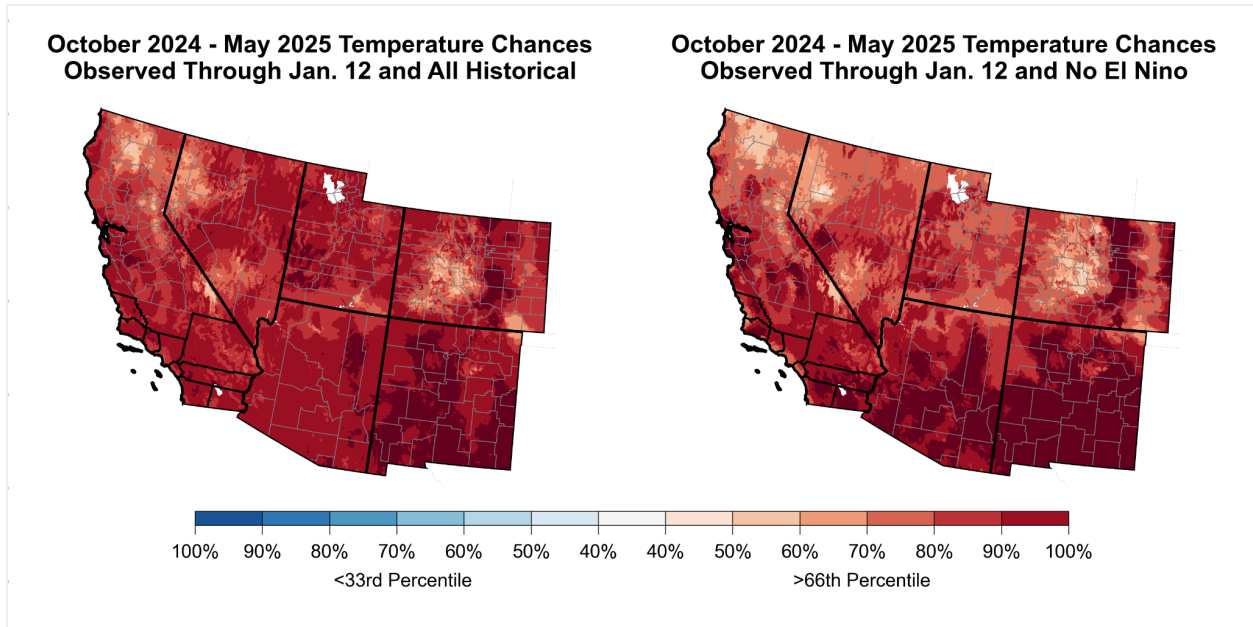 October 2024 - May 2025 Temperature Chances
Observed Through Jan. 12 and All Historical
October 2024 - May 2025 Temperature Chances
Observed Through Jan. 12 and No El Nino
100% 90% 80% 70% 60% 50% 40% 40% 50% 60% 70% 80% 90% 100%
<33rd Percentile >66th Percentile